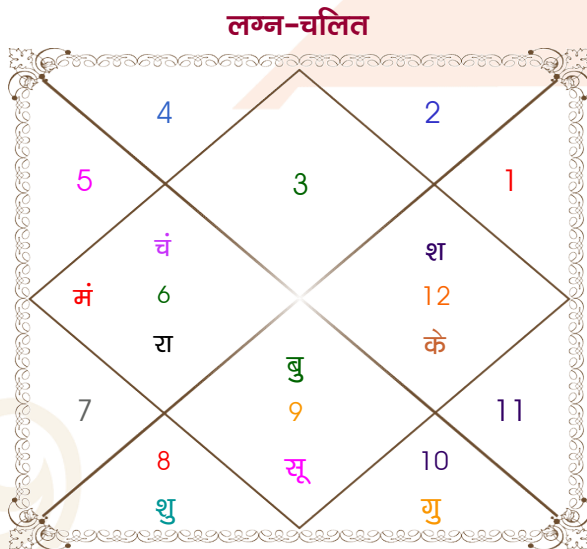 लग्न-चलित
4 2
5 3 1
चं श
मं 6 12
रा के
बु
7 9 11
8 10
शु सू गु